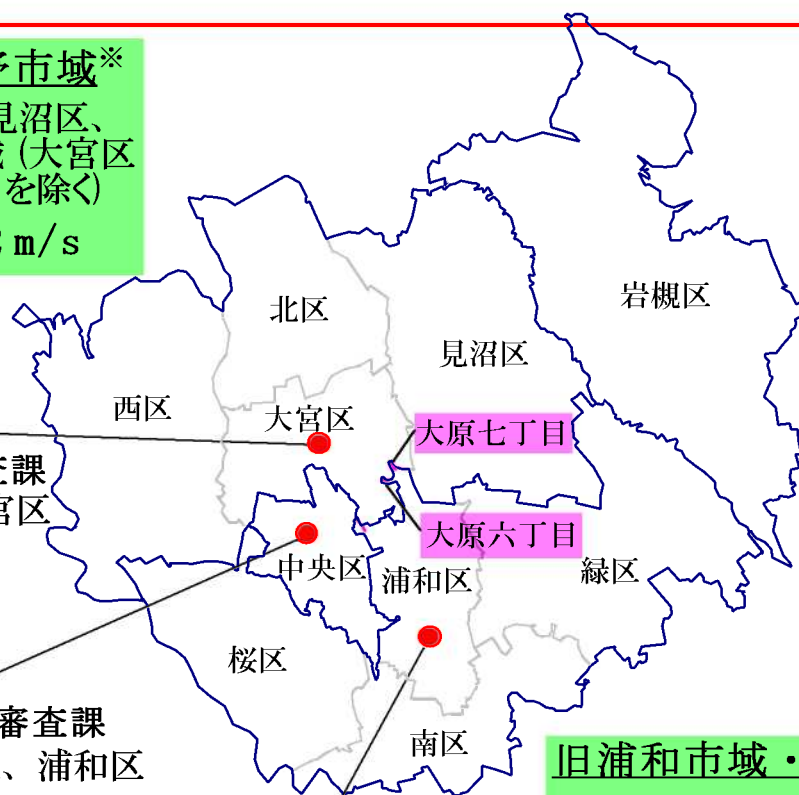 市域※
見沼区、
(大宮区
を除く)
m/s
岩槻区
北区
見沼区
西区
大宮区
大原七丁目
査課
宮区
大原六丁目
中央区
浦和区
緑区
桜区
審査課
、浦和区
南区
旧浦和市域・